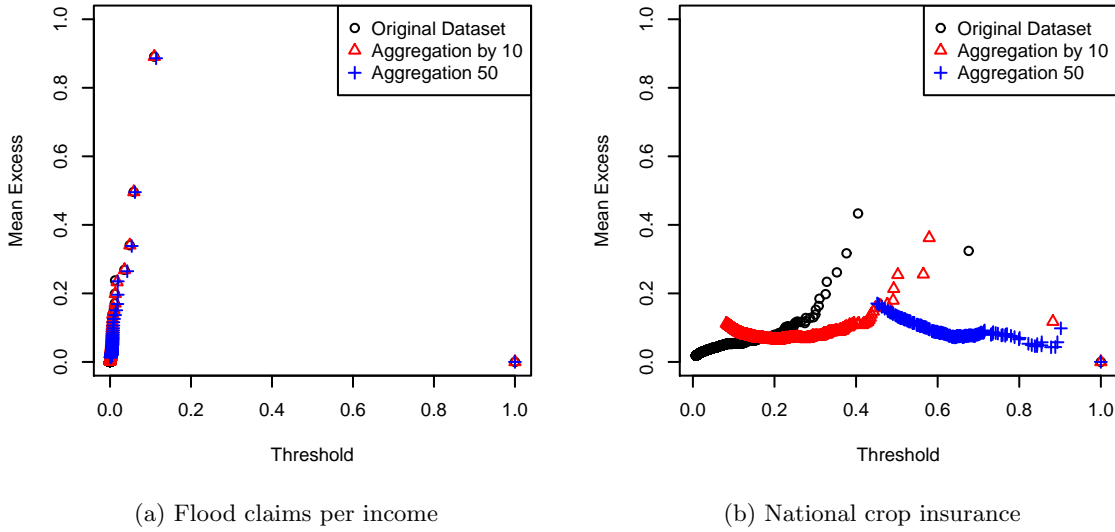 Original Dataset
Aggregation by 10
Aggregation 50
Mean Excess
0.0
0.2
0.4
0.6
0.8
1.0
0.0 0.2 0.4 0.6 0.8 1.0
Threshold
(a) Flood claims per income
Original Dataset
Aggregation by 10
Aggregation 50
Mean Excess
0.0
0.2
0.4
0.6
0.8
1.0
0.0 0.2 0.4 0.6 0.8 1.0
Threshold
(b) National crop insurance